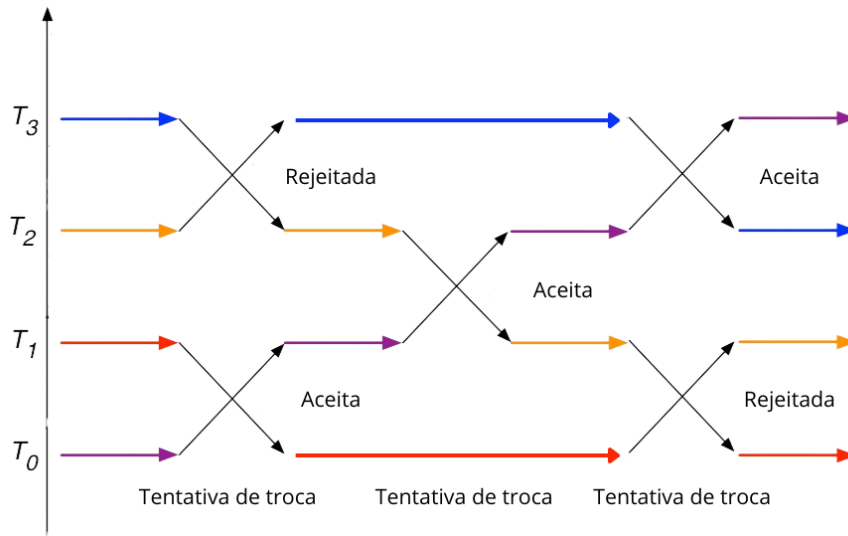 T3
Rejeitada
Aceita
T2
Aceita
T1
Aceita
Rejeitada
T0
Tentativa de troca
Tentativa de troca
Tentativa de troca